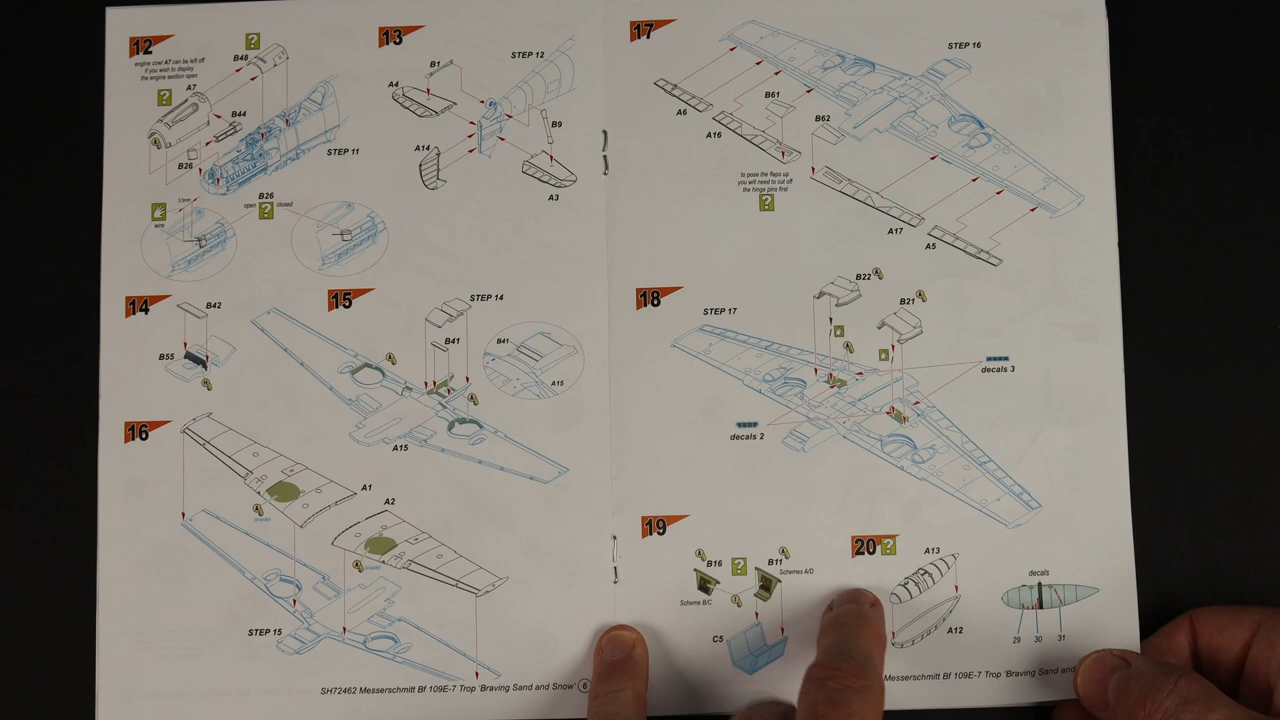 12
engine cowl A7 can be left off
if you wish to display
the engine section open
?
B48
A7
?
B44
A
B26
STEP 11
3.5mm
wire
B26
open ? closed
13
STEP 12
B1
A4
B9
A14
A3
14
B42
B55
H
15
STEP 14
B41
A
B41
A15
A
A15
16
A1
A2
A
(inside)
A
(inside)
STEP 15
SH72462 Messerschmitt Bf 109E-7 Trop 'Braving Sand and Snow' 6
17
STEP 16
A6
B61
A16
B62
to pose the flaps up
you will need to cut off
the hinge pins first
?
A17
A5
18
B22 A
STEP 17
B21 A
A
decals 3
decals 2
19
A
B16
?
A
B11
Schemes A/D
Scheme B/C
I
C5
20 ?
A13
A12
decals
29 30 31
Messerschmitt Bf 109E-7 Trop 'Braving Sand and